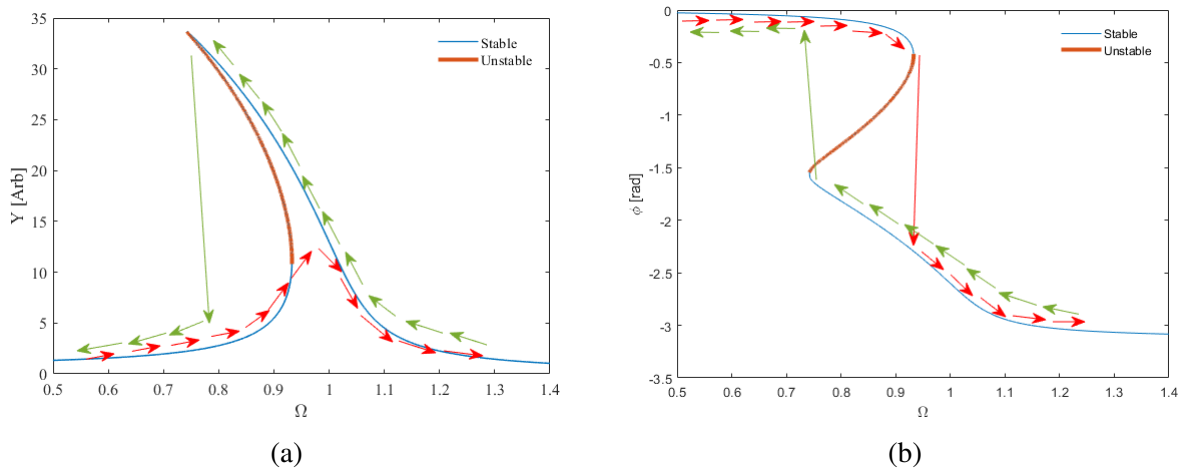 35
30
25
20
15
10
5
0
Y [Arb]
0.5 0.6 0.7 0.8 0.9 1 1.1 1.2 1.3 1.4
Ω
Stable
Unstable
(a)
0
-0.5
-1
-1.5
-2
-2.5
-3
-3.5
ϕ [rad]
0.5 0.6 0.7 0.8 0.9 1 1.1 1.2 1.3 1.4
Ω
Stable
Unstable
(b)